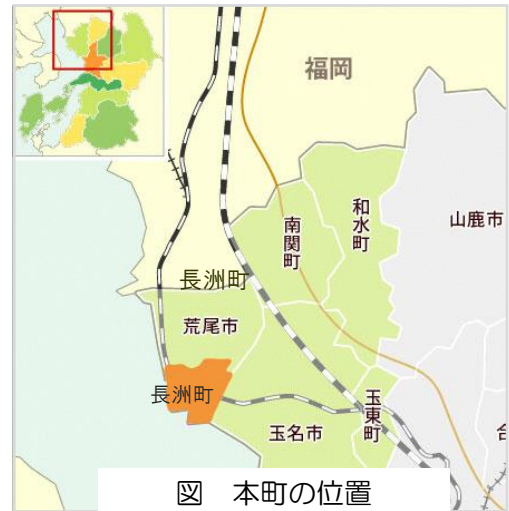 福岡
和水町
南関町
山鹿市
長洲町
荒尾市
長洲町
玉東町
玉名市
合
図　本町の位置